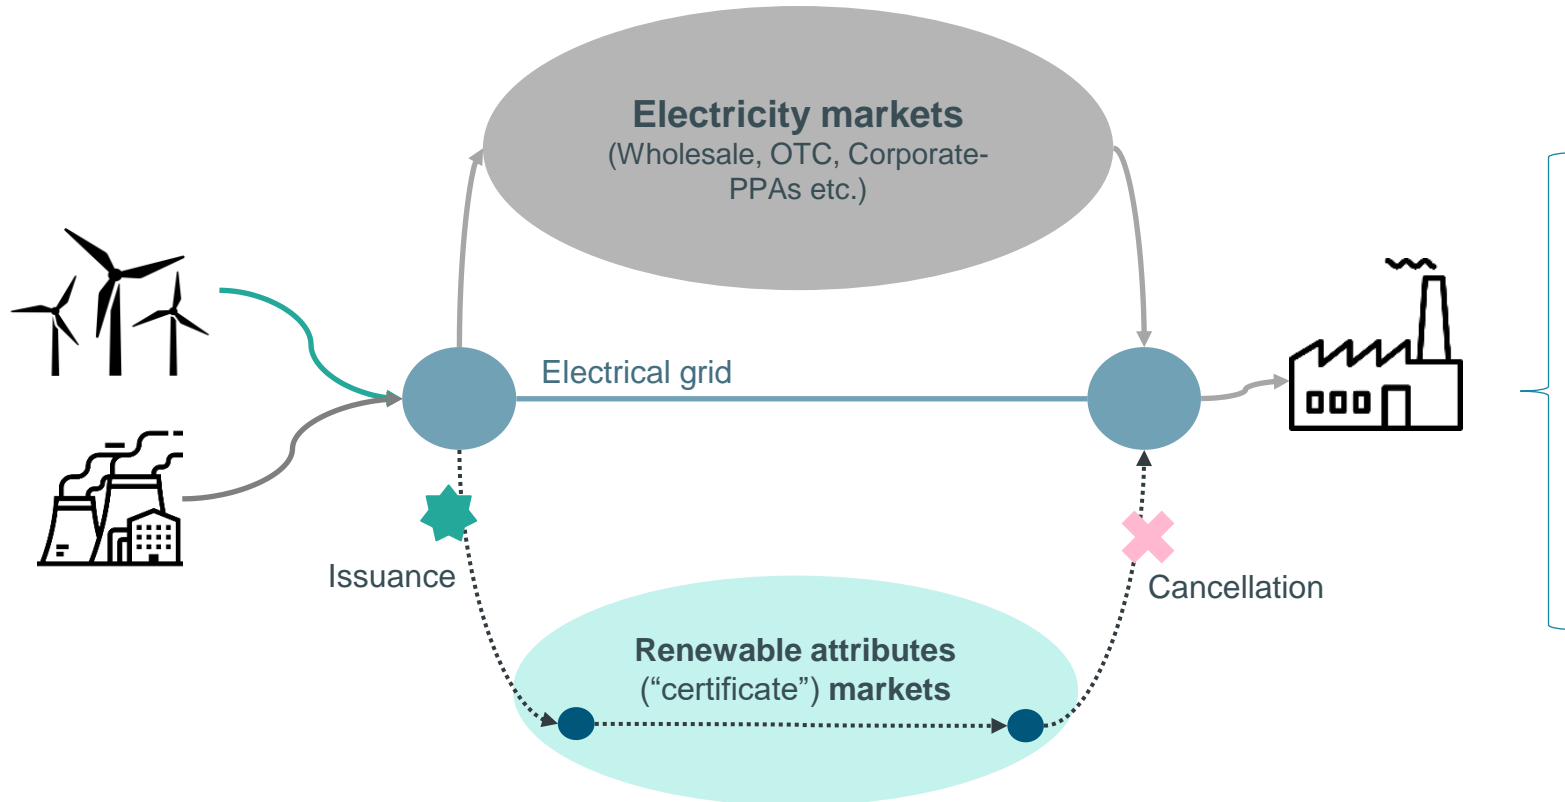 Electricity markets
(Wholesale, OTC, Corporate-
PPAs etc.)
Electrical grid
Issuance
Cancellation
Renewable attributes
(“certificate”) markets